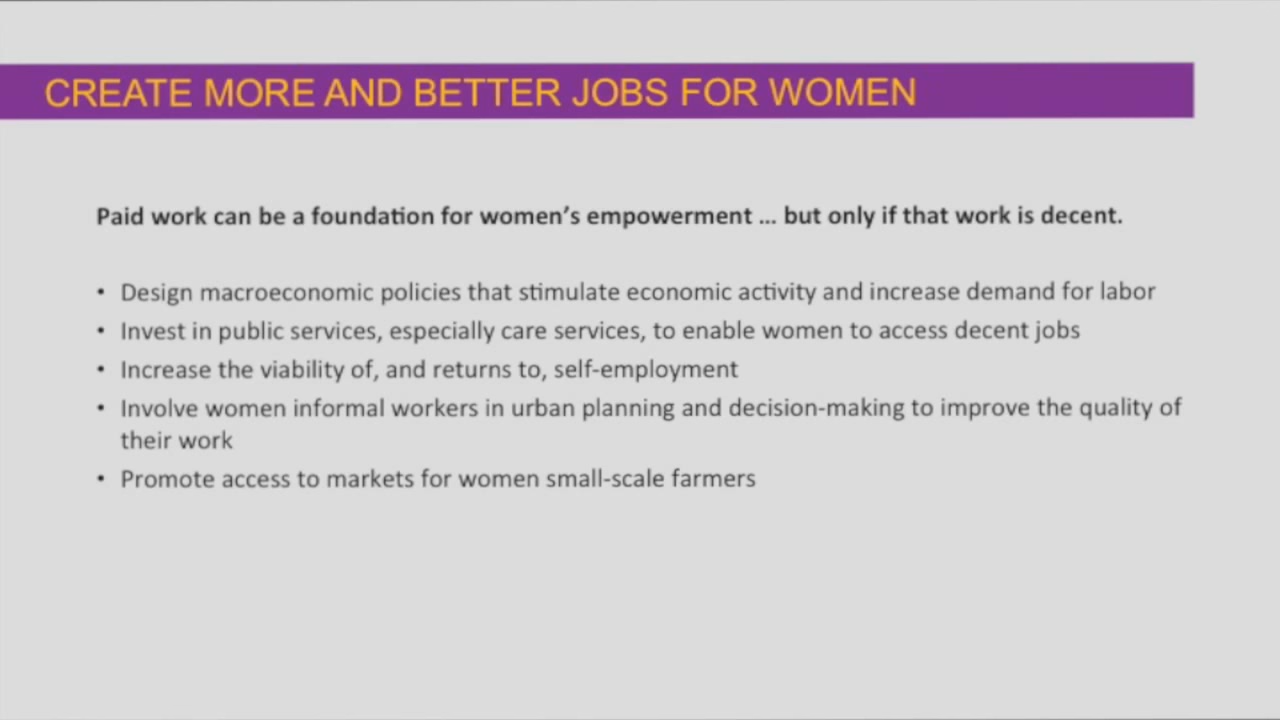 CREATE MORE AND BETTER JOBS FOR WOMEN
Paid work can be a foundation for women's empowerment ... but only if that work is decent.
• Design macroeconomic policies that stimulate economic activity and increase demand for labor
• Invest in public services, especially care services, to enable women to access decent jobs
• Increase the viability of, and returns to, self-employment
• Involve women informal workers in urban planning and decision-making to improve the quality of
their work
• Promote access to markets for women small-scale farmers